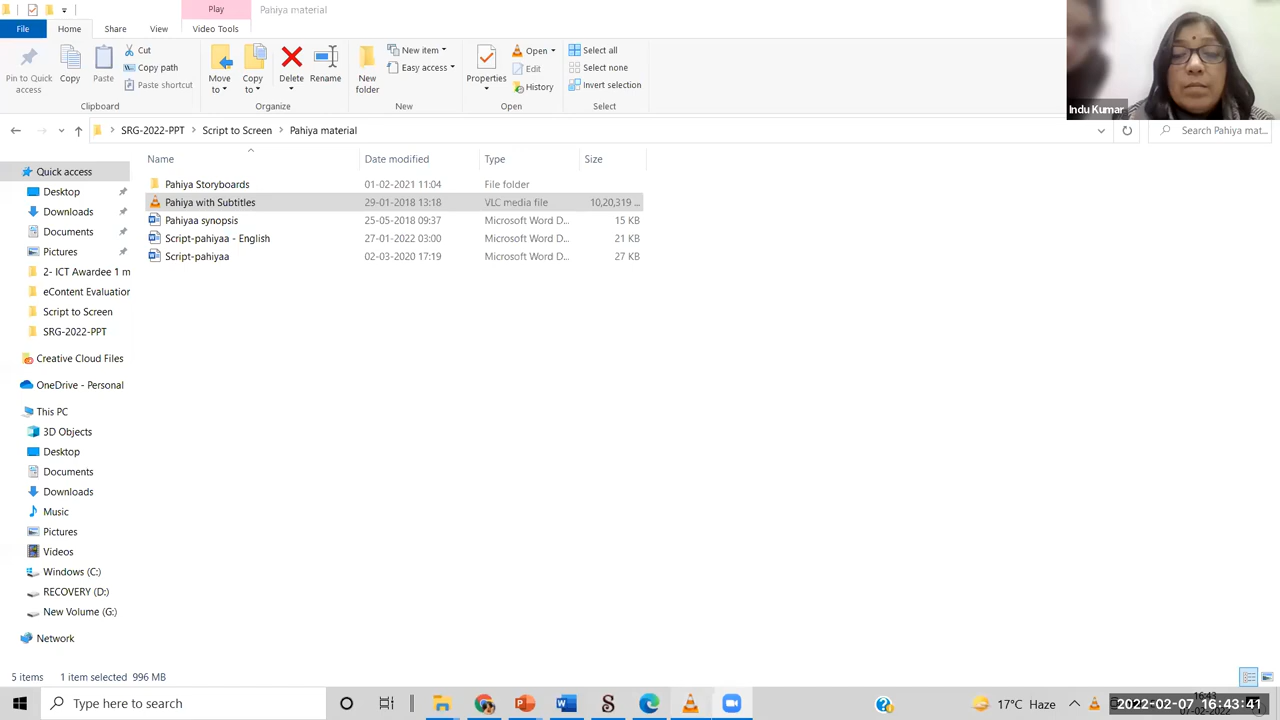 Play
Pahiya material
File
Home
Share
View
Video Tools
Pin to Quick access
Copy
Paste
Cut
Copy path
Paste shortcut
Clipboard
Move to
Copy to
Delete
Rename
Organize
New folder
New item
Easy access
New
Properties
Open
Edit
History
Open
Select all
Select none
Invert selection
Select
Indu Kumar
SRG-2022-PPT
Script to Screen
Pahiya material
Search Pahiya mat...
Name
Date modified
Type
Size
Pahiya Storyboards 01-02-2021 11:04 File folder
Pahiya with Subtitles 29-01-2018 13:18 VLC media file 10,20,319 ...
Pahiyaa synopsis 25-05-2018 09:37 Microsoft Word D... 15 KB
Script-pahiyaa - English 27-01-2022 03:00 Microsoft Word D... 21 KB
Script-pahiyaa 02-03-2020 17:19 Microsoft Word D... 27 KB
Quick access
Desktop
Downloads
Documents
Pictures
2- ICT Awardee 1 m
eContent Evaluation
Script to Screen
SRG-2022-PPT
Creative Cloud Files
OneDrive - Personal
This PC
3D Objects
Desktop
Documents
Downloads
Music
Pictures
Videos
Windows (C:)
RECOVERY (D:)
New Volume (G:)
Network
5 items 1 item selected 996 MB
Type here to search
17°C Haze
16:43
2022-02-07 16:43:41
07-02-2022